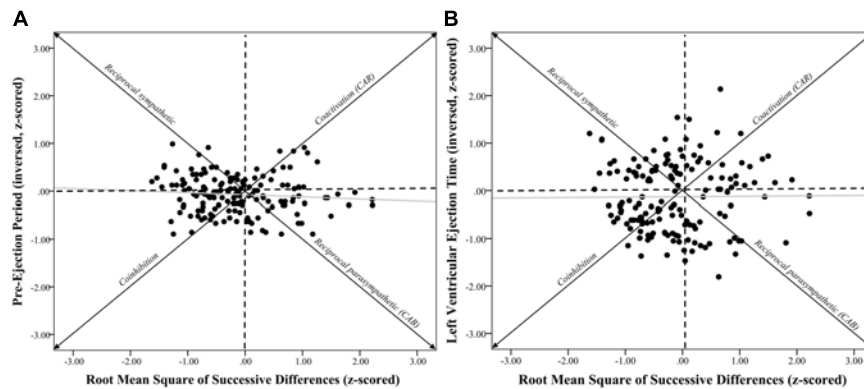 A
Pre-Ejection Period (inversed, z-scored)
3.00
2.00
1.00
.00
-1.00
-2.00
-3.00
Reciprocal sympathetic
Coactivation (CAR)
Coinhibition
Reciprocal parasympathetic (CAB)
-3.00 -2.00 -1.00 .00 1.00 2.00 3.00
Root Mean Square of Successive Differences (z-scored)
B
Left Ventricular Ejection Time (inversed, z-scored)
3.00
2.00
1.00
.00
-1.00
-2.00
-3.00
Reciprocal sympathetic
Coactivation (CAR)
Coinhibition
Reciprocal parasympathetic (CAB)
-3.00 -2.00 -1.00 .00 1.00 2.00 3.00
Root Mean Square of Successive Differences (z-scored)